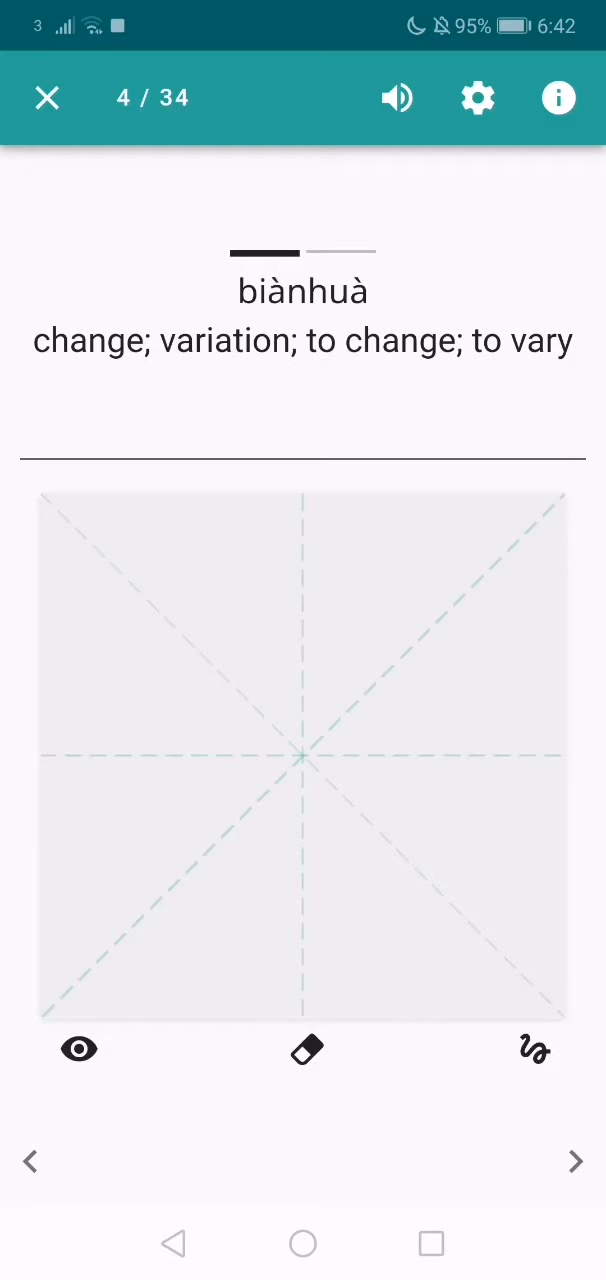 3 95% 6:42
4 / 34
biànhuà
change; variation; to change; to vary